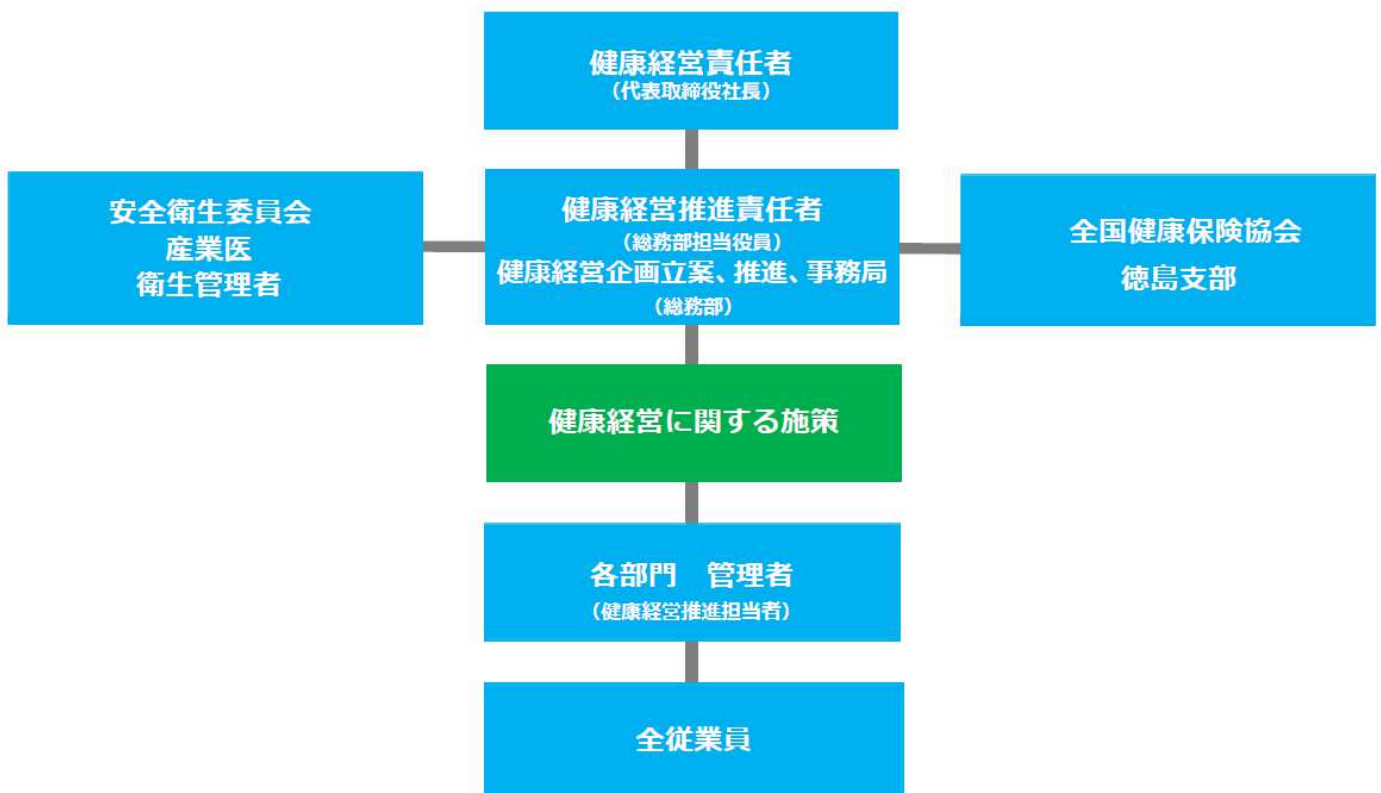 健康経営責任者
(代表取締役社長)
安全衛生委員会
産業医
衛生管理者
健康経営推進責任者
(総務部担当役員)
健康経営企画立案、推進、事務局
(総務部)
全国健康保険協会
徳島支部
健康経営に関する施策
各部門　管理者
(健康経営推進担当者)
全従業員